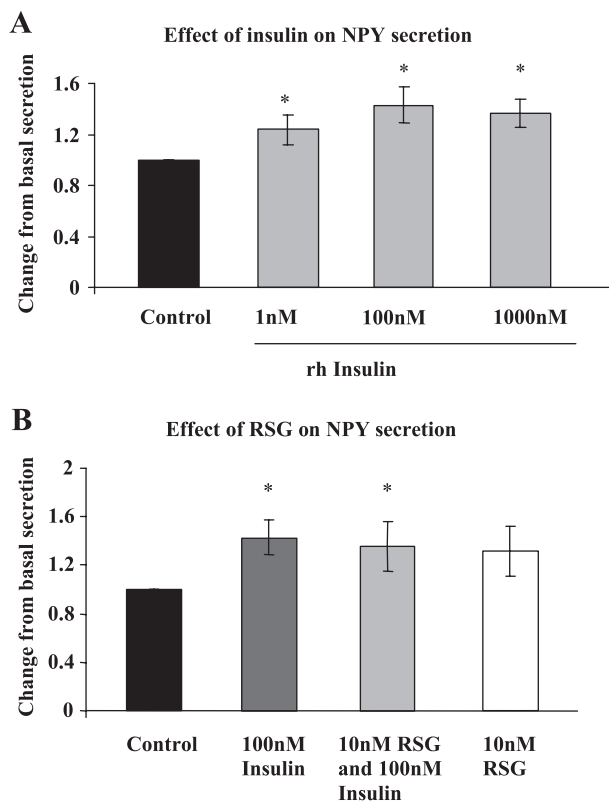 A
Effect of insulin on NPY secretion
Change from basal secretion
1.6
1.2
0.8
0.4
0
* * *
Control 1nM 100nM 1000nM
rh Insulin
B
Effect of RSG on NPY secretion
Change from basal secretion
2
1.6
1.2
0.8
0.4
0
* *
Control 100nM 10nM RSG 10nM
Insulin and 100nM RSG
Insulin